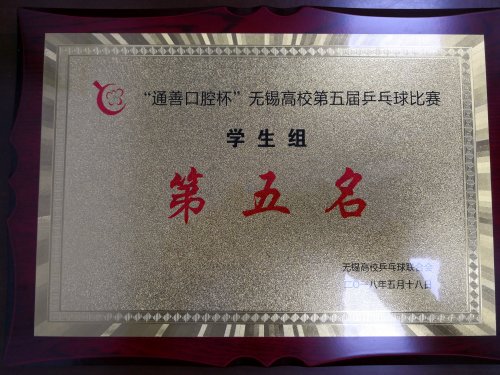 “通善口腔杯”无锡高校第五届乒乓球比赛
学生组
第五名
无锡高校乒乓球联合会
二〇一八年五月十八日